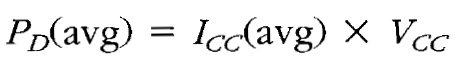 P_D(avg) = I_CC(avg) × V_CC